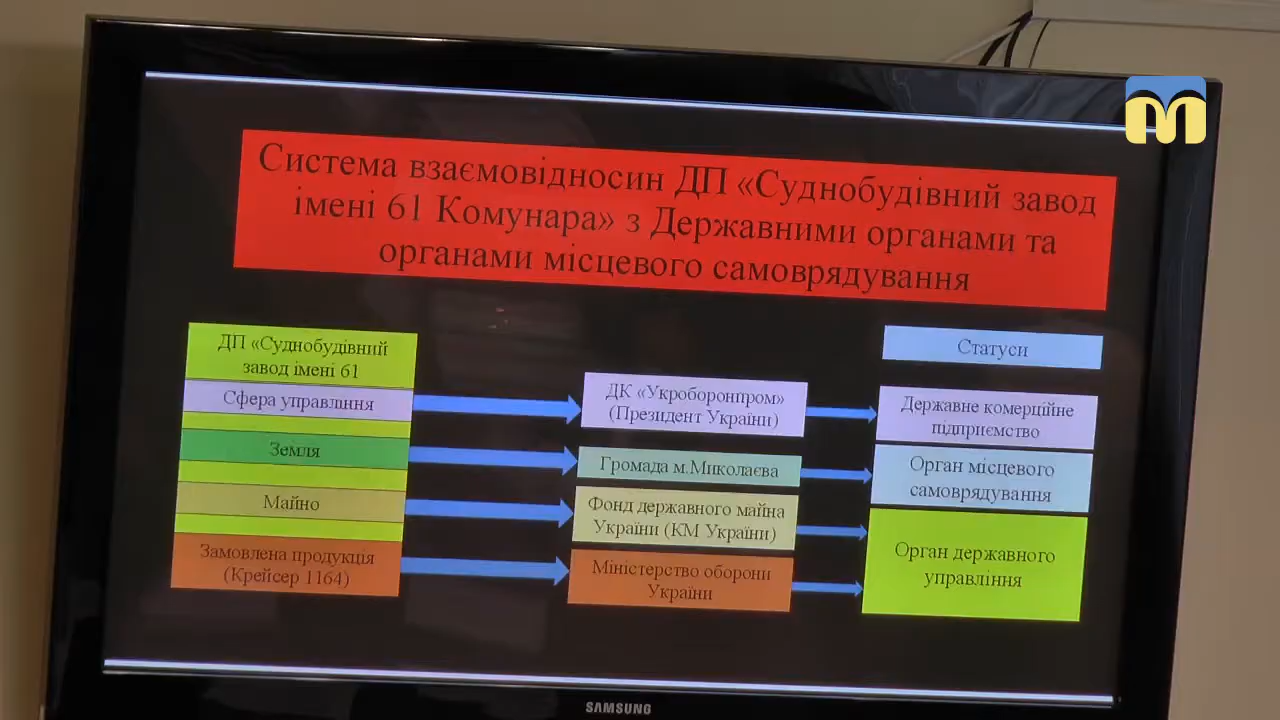 Система взаємовідносин ДП «Суднобудівний завод
імені 61 Комунара» з Державними органами та
органами місцевого самоврядування
ДП «Суднобудівний
завод імені 61
Статуси
Сфера управління
ДК «Укроборонпром»
(Президент України)
Державне комерційне
підприємство
Земля
Громада м.Миколаєва
Орган місцевого
самоврядування
Майно
Фонд державного майна
України (КМ України)
Орган державного
управління
Замовлена продукція
(Крейсер 1164)
Міністерство оборони
України
SAMSUNG